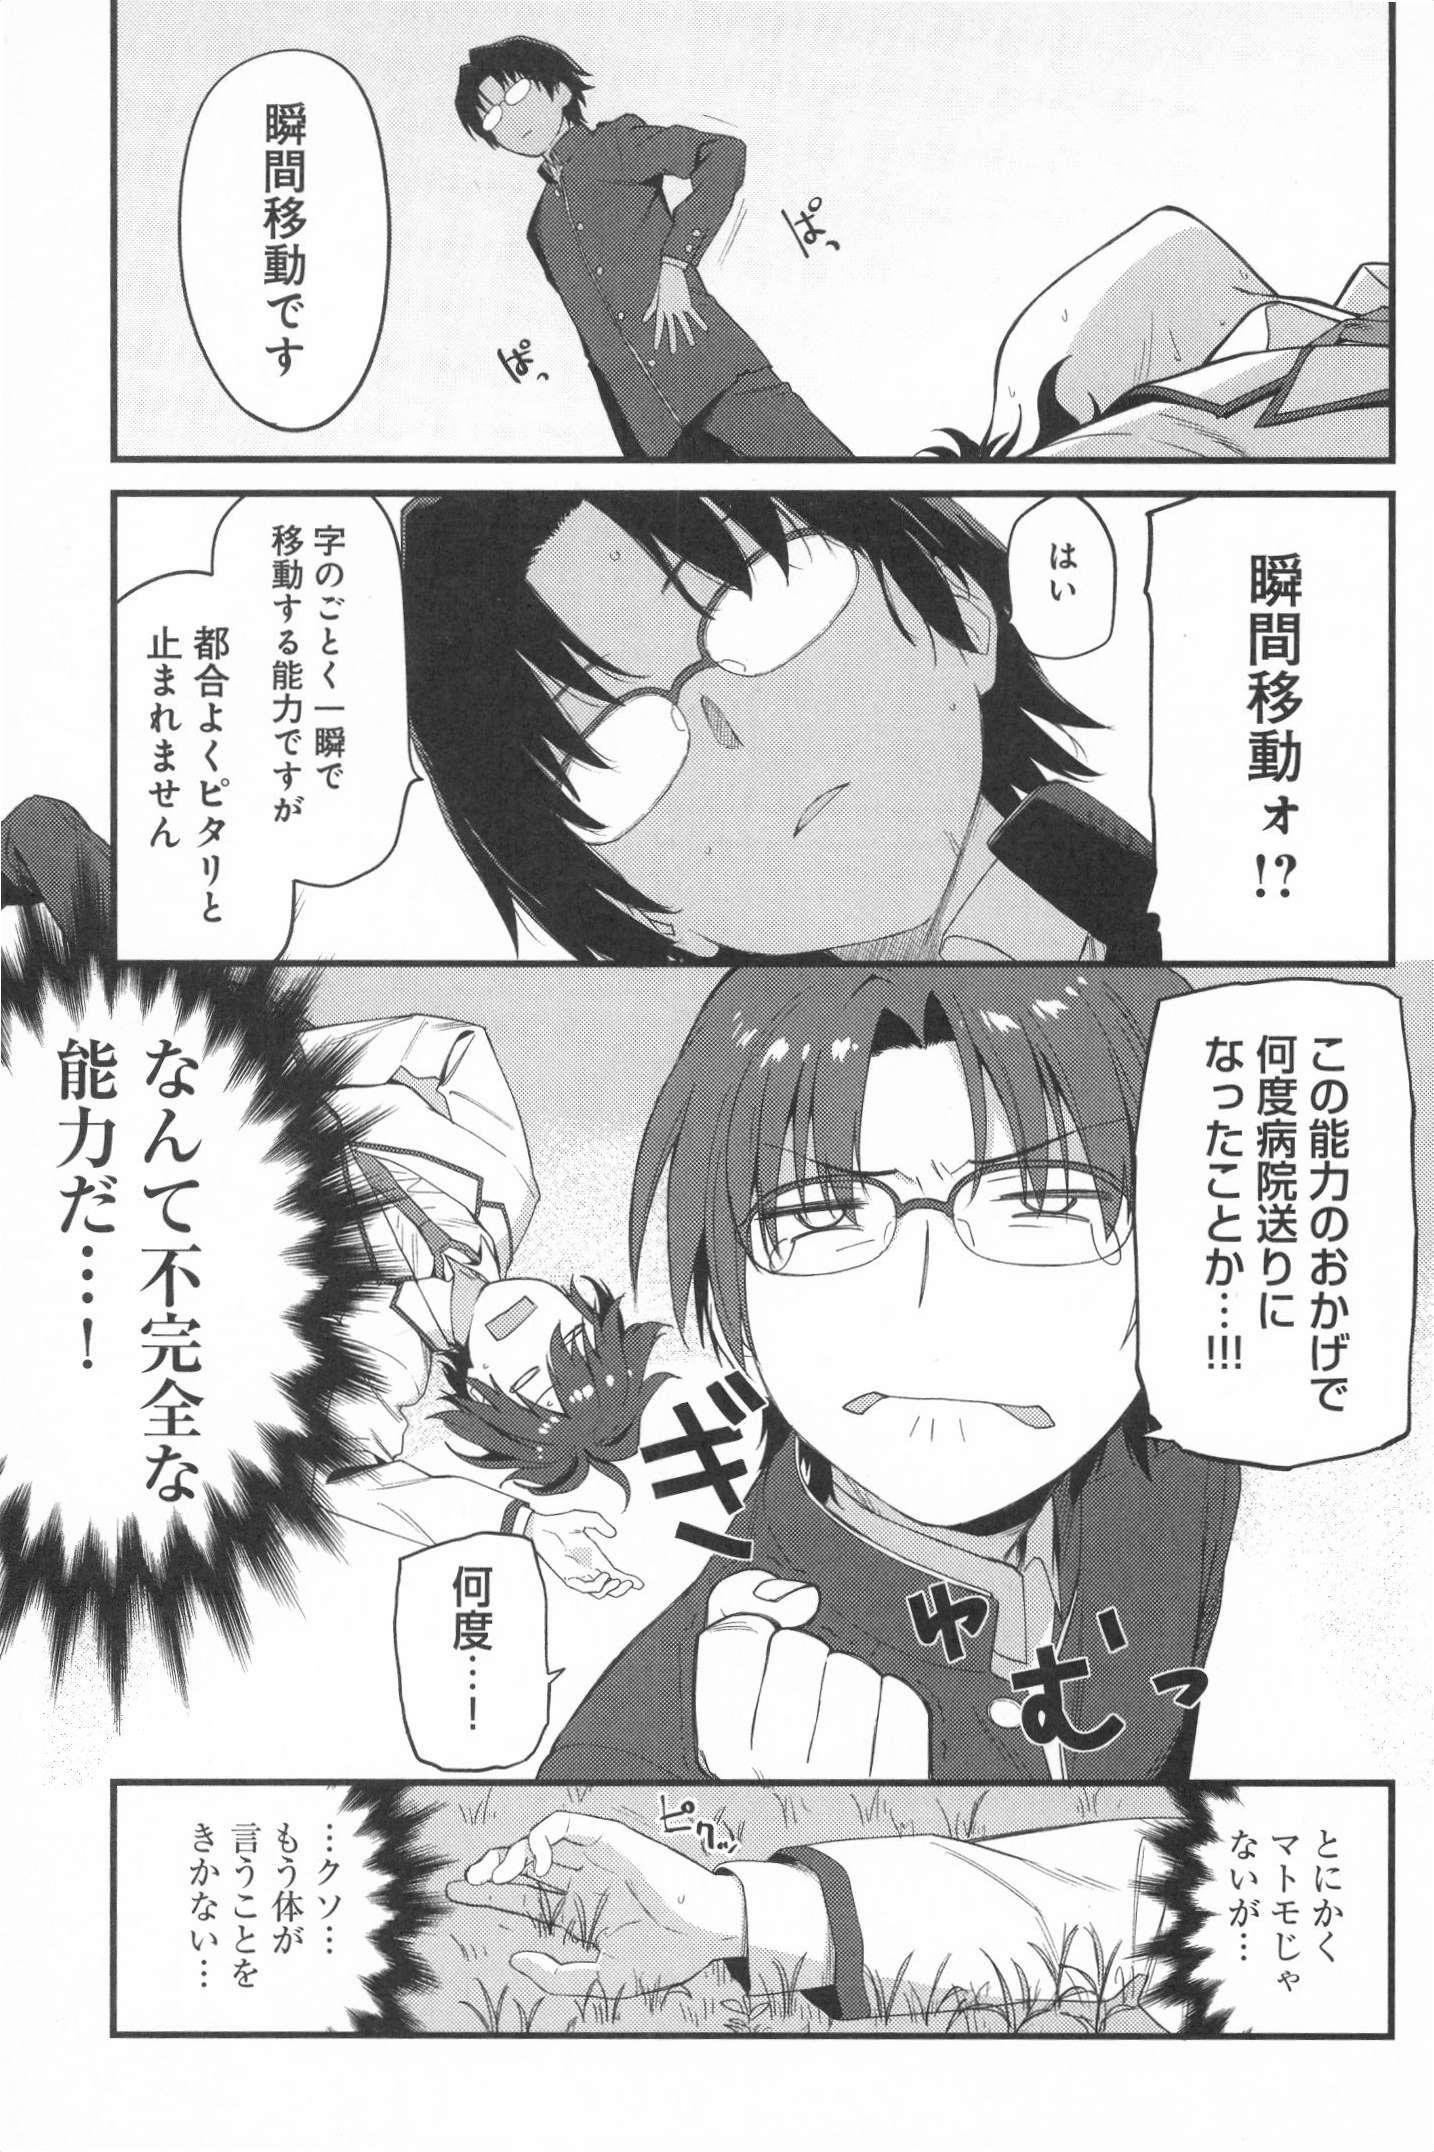 ぱっ
ぱっ
瞬間移動です
瞬間移動ォ!?
はい
字のごとく一瞬で
移動する能力ですが
都合よくピタリと
止まれません
この能力のおかげで
何度病院送りに
なったことか…!!!
ギュ
むっ
何度…!
なんて不完全な
能力だ…!
とにかく
マトモじゃ
ないが…
ピクッ
…クソ…
もう体が
言うことを
きかない…